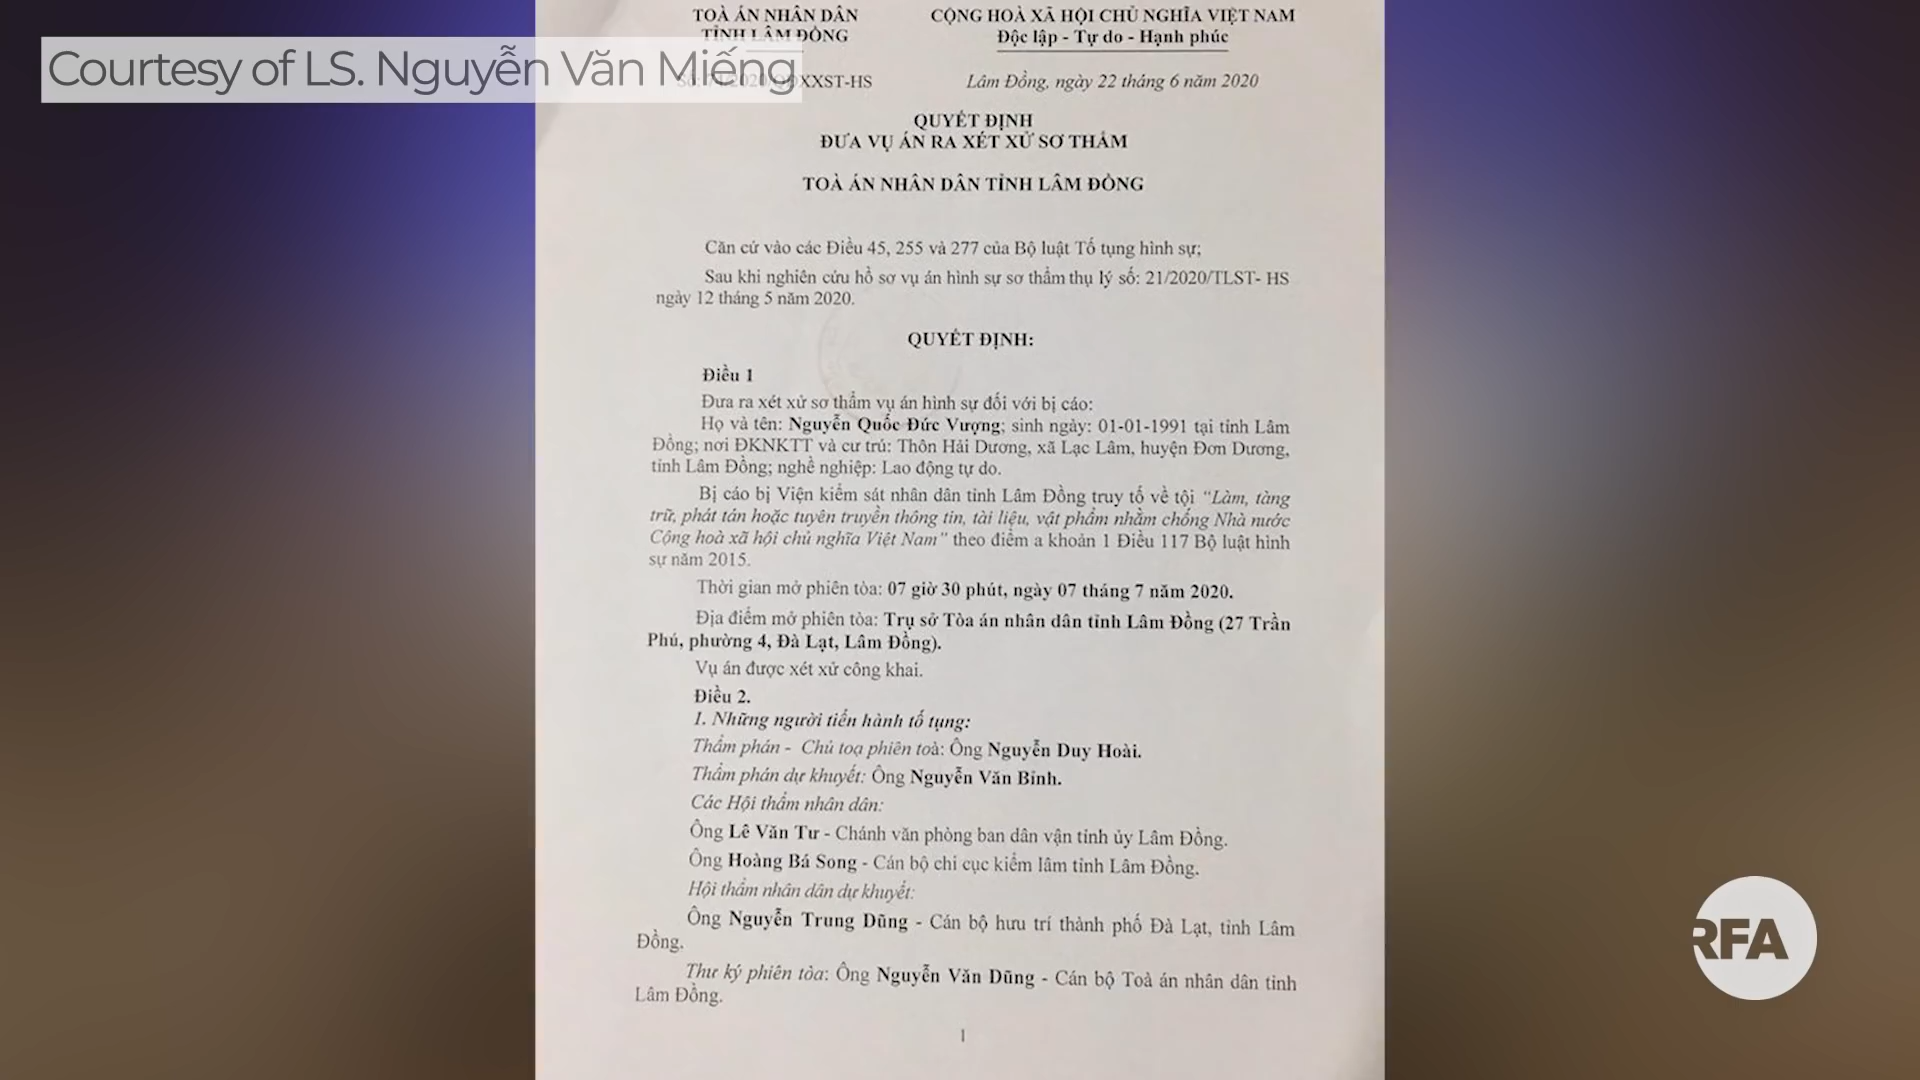 Courtesy of LS. Nguyễn Văn Miếng
TOÀ ÁN NHÂN DÂN
TỈNH LÂM ĐỒNG
CỘNG HOÀ XÃ HỘI CHỦ NGHĨA VIỆT NAM
Độc lập - Tự do - Hạnh phúc
Lâm Đồng, ngày 22 tháng 6 năm 2020
QUYẾT ĐỊNH
ĐƯA VỤ ÁN RA XÉT XỬ SƠ THẨM
TOÀ ÁN NHÂN DÂN TỈNH LÂM ĐỒNG
Căn cứ vào các Điều 45, 255 và 277 của Bộ luật Tố tụng hình sự;
Sau khi nghiên cứu hồ sơ vụ án hình sự sơ thẩm thụ lý số: 21/2020/TLST- HS
ngày 12 tháng 5 năm 2020.
QUYẾT ĐỊNH:
Điều 1
Đưa ra xét xử sơ thẩm vụ án hình sự đối với bị cáo:
Họ và tên: Nguyễn Quốc Đức Vượng; sinh ngày: 01-01-1991 tại tỉnh Lâm
Đồng; nơi ĐKNKTT và cư trú: Thôn Hải Dương, xã Lạc Lâm, huyện Đơn Dương,
tỉnh Lâm Đồng; nghề nghiệp: Lao động tự do.
Bị cáo bị Viện kiểm sát nhân dân tỉnh Lâm Đồng truy tố về tội “Làm, tàng
trữ, phát tán hoặc tuyên truyền thông tin, tài liệu, vật phẩm nhằm chống Nhà nước
Cộng hoà xã hội chủ nghĩa Việt Nam” theo điểm a khoản 1 Điều 117 Bộ luật hình
sự năm 2015.
Thời gian mở phiên tòa: 07 giờ 30 phút, ngày 07 tháng 7 năm 2020.
Địa điểm mở phiên tòa: Trụ sở Tòa án nhân dân tỉnh Lâm Đồng (27 Trần
Phú, phường 4, Đà Lạt, Lâm Đồng).
Vụ án được xét xử công khai.
Điều 2.
1. Những người tiến hành tố tụng:
Thẩm phán - Chủ toạ phiên toà: Ông Nguyễn Duy Hoài.
Thẩm phán dự khuyết: Ông Nguyễn Văn Bình.
Các Hội thẩm nhân dân:
Ông Lê Văn Tư - Chánh văn phòng ban dân vận tỉnh ủy Lâm Đồng.
Ông Hoàng Bá Song - Cán bộ chi cục kiểm lâm tỉnh Lâm Đồng.
Hội thẩm nhân dân dự khuyết:
Ông Nguyễn Trung Dũng - Cán bộ hưu trí thành phố Đà Lạt, tỉnh Lâm
Đồng.
Thư ký phiên tòa: Ông Nguyễn Văn Dũng - Cán bộ Toà án nhân dân tỉnh
Lâm Đồng.
1
RFA